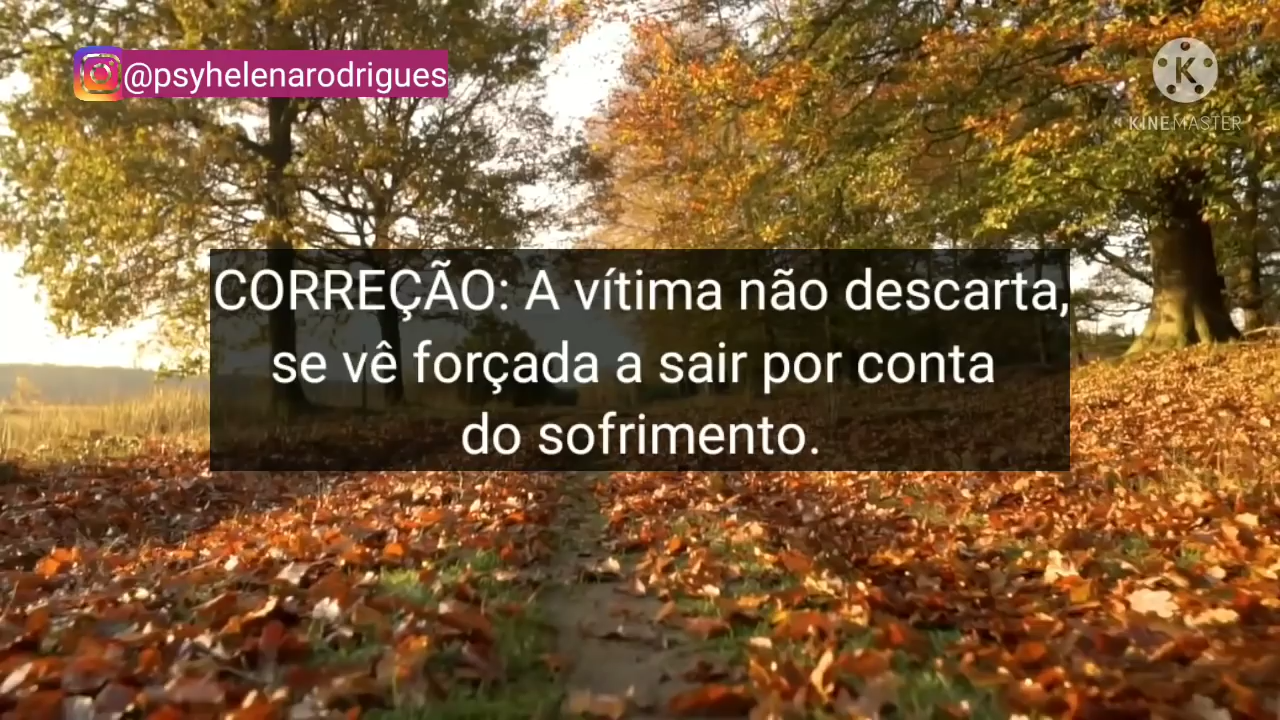 @psyhelenarodrigues
KINEMASTER
CORREÇÃO: A vítima não descarta,
se vê forçada a sair por conta
do sofrimento.